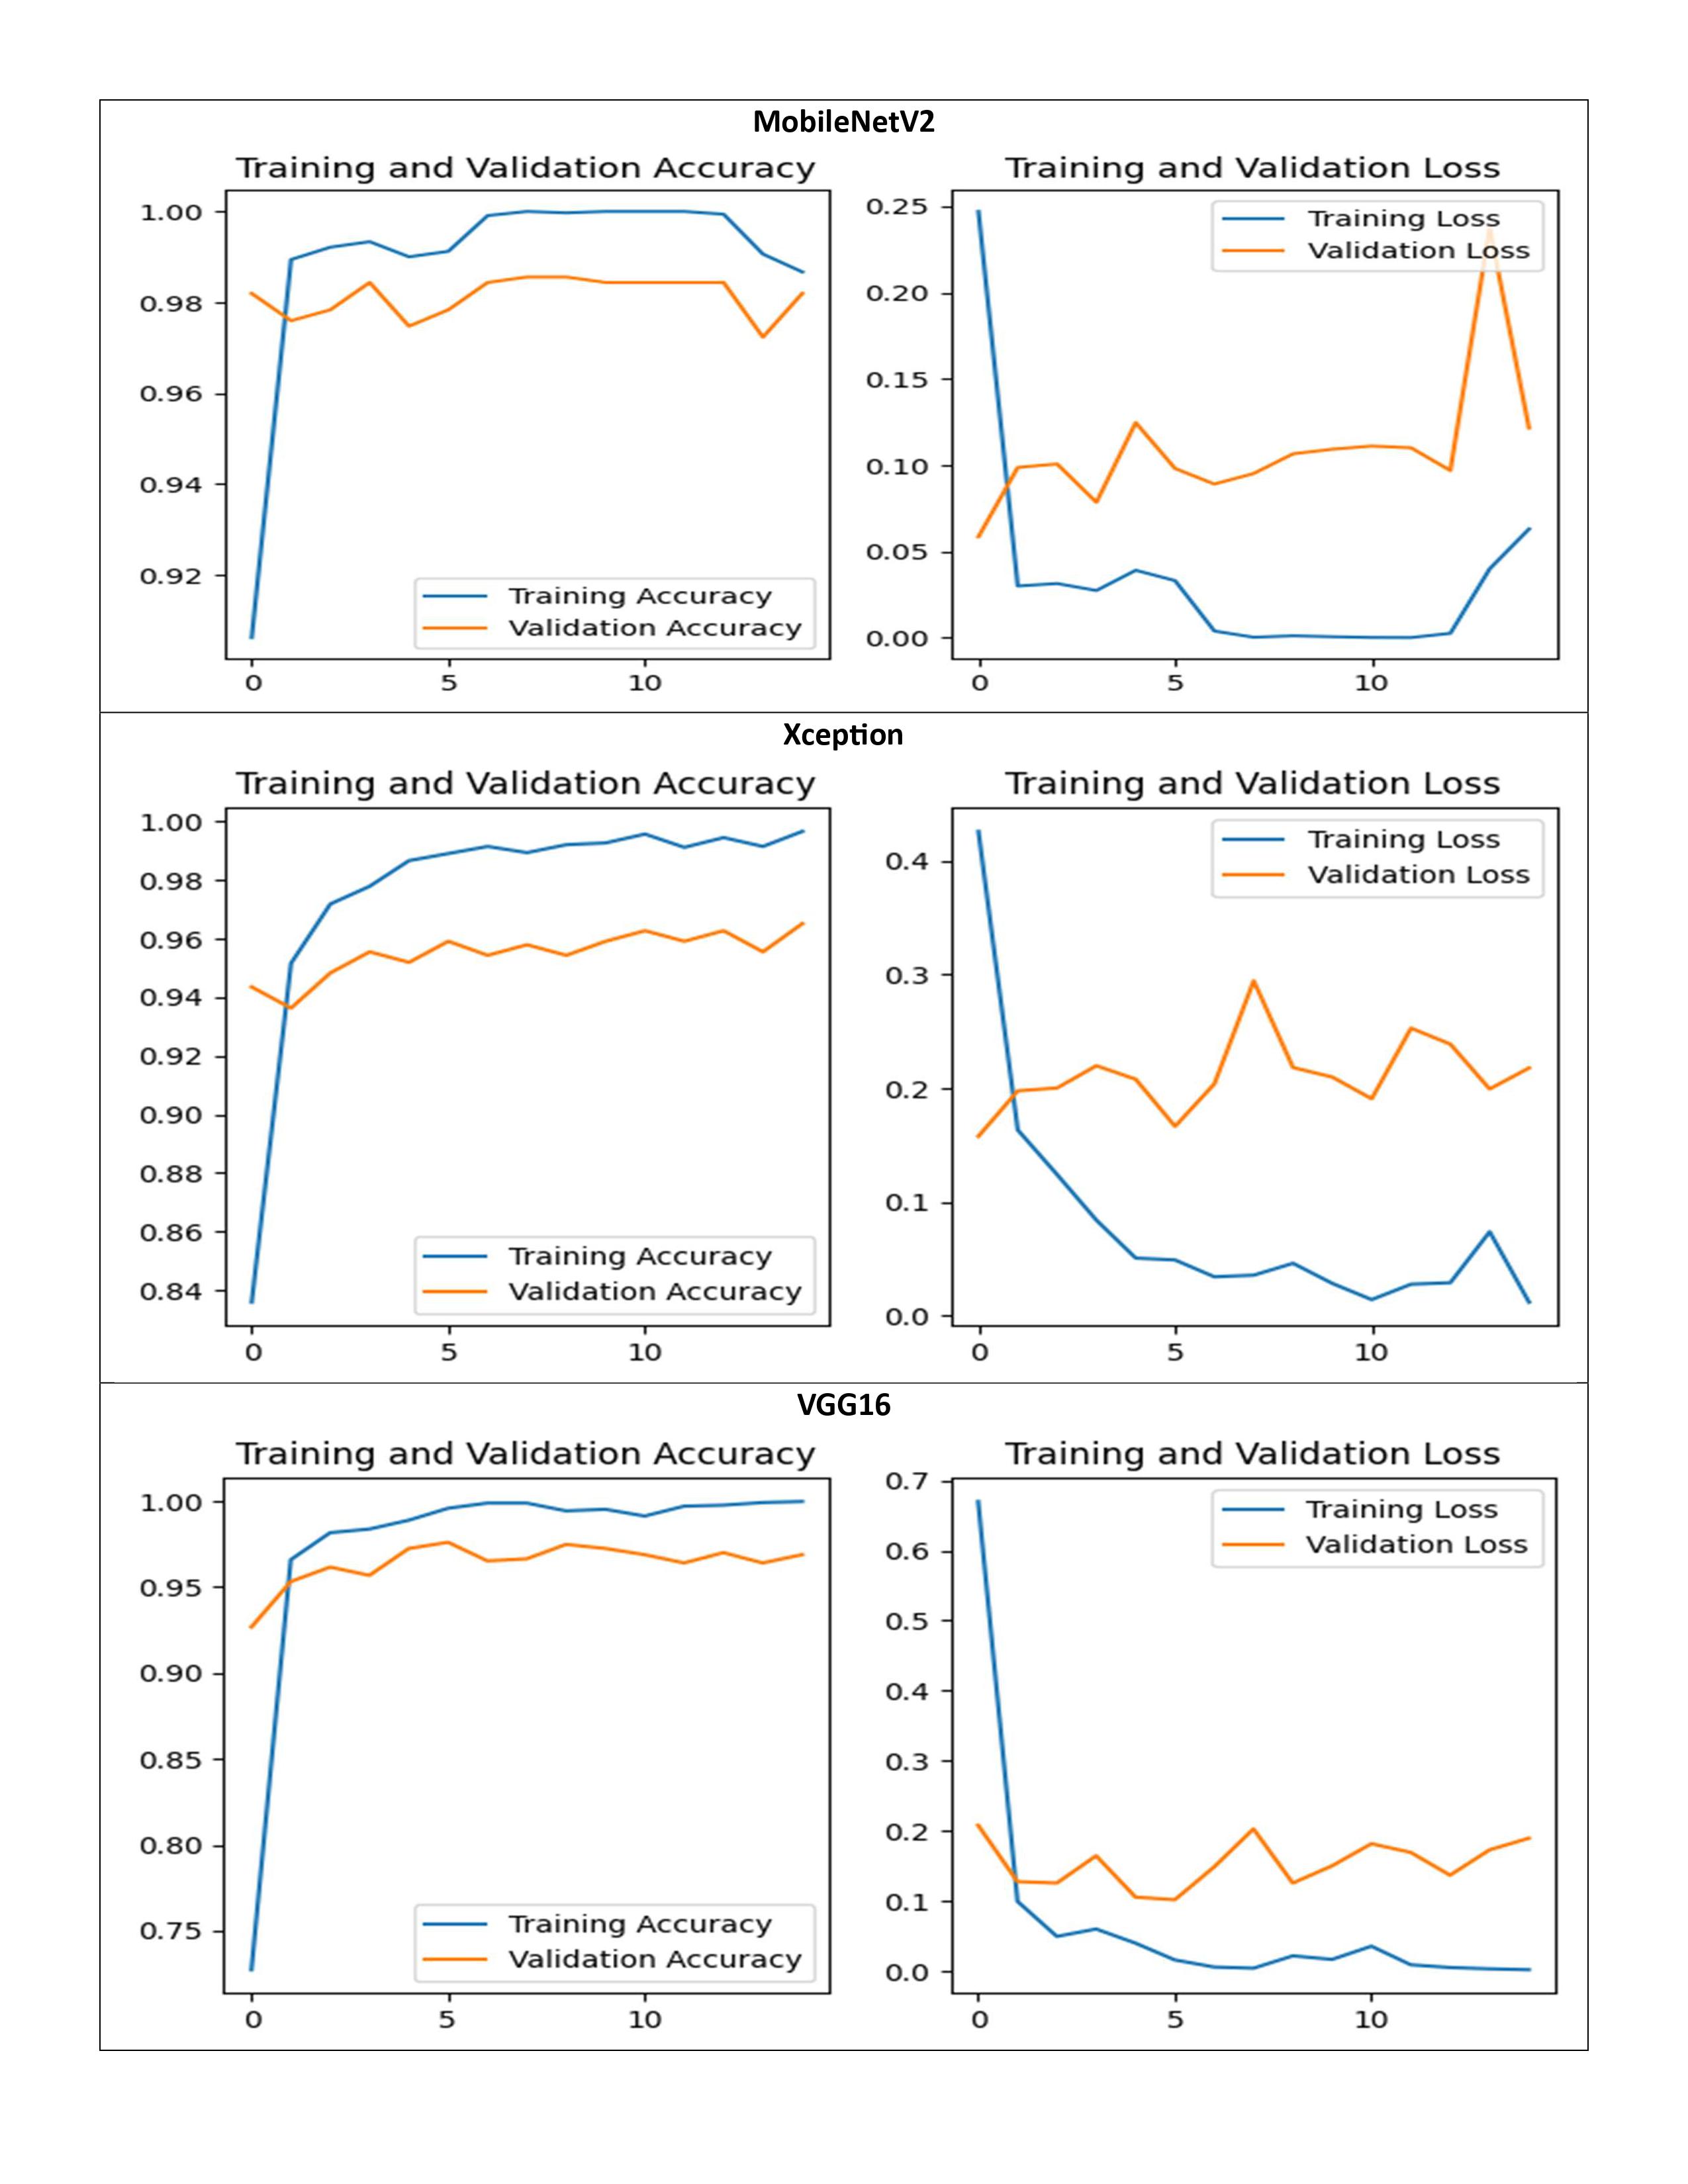 MobileNetV2
Training and Validation Accuracy
1.00
0.98
0.96
0.94
0.92
Training Accuracy
Validation Accuracy
0 5 10
Training and Validation Loss
0.25
0.20
0.15
0.10
0.05
0.00
Training Loss
Validation Loss
0 5 10
Xception
Training and Validation Accuracy
1.00
0.98
0.96
0.94
0.92
0.90
0.88
0.86
0.84
Training Accuracy
Validation Accuracy
0 5 10
Training and Validation Loss
0.4
0.3
0.2
0.1
0.0
Training Loss
Validation Loss
0 5 10
VGG16
Training and Validation Accuracy
1.00
0.95
0.90
0.85
0.80
0.75
Training Accuracy
Validation Accuracy
0 5 10
Training and Validation Loss
0.7
0.6
0.5
0.4
0.3
0.2
0.1
0.0
Training Loss
Validation Loss
0 5 10